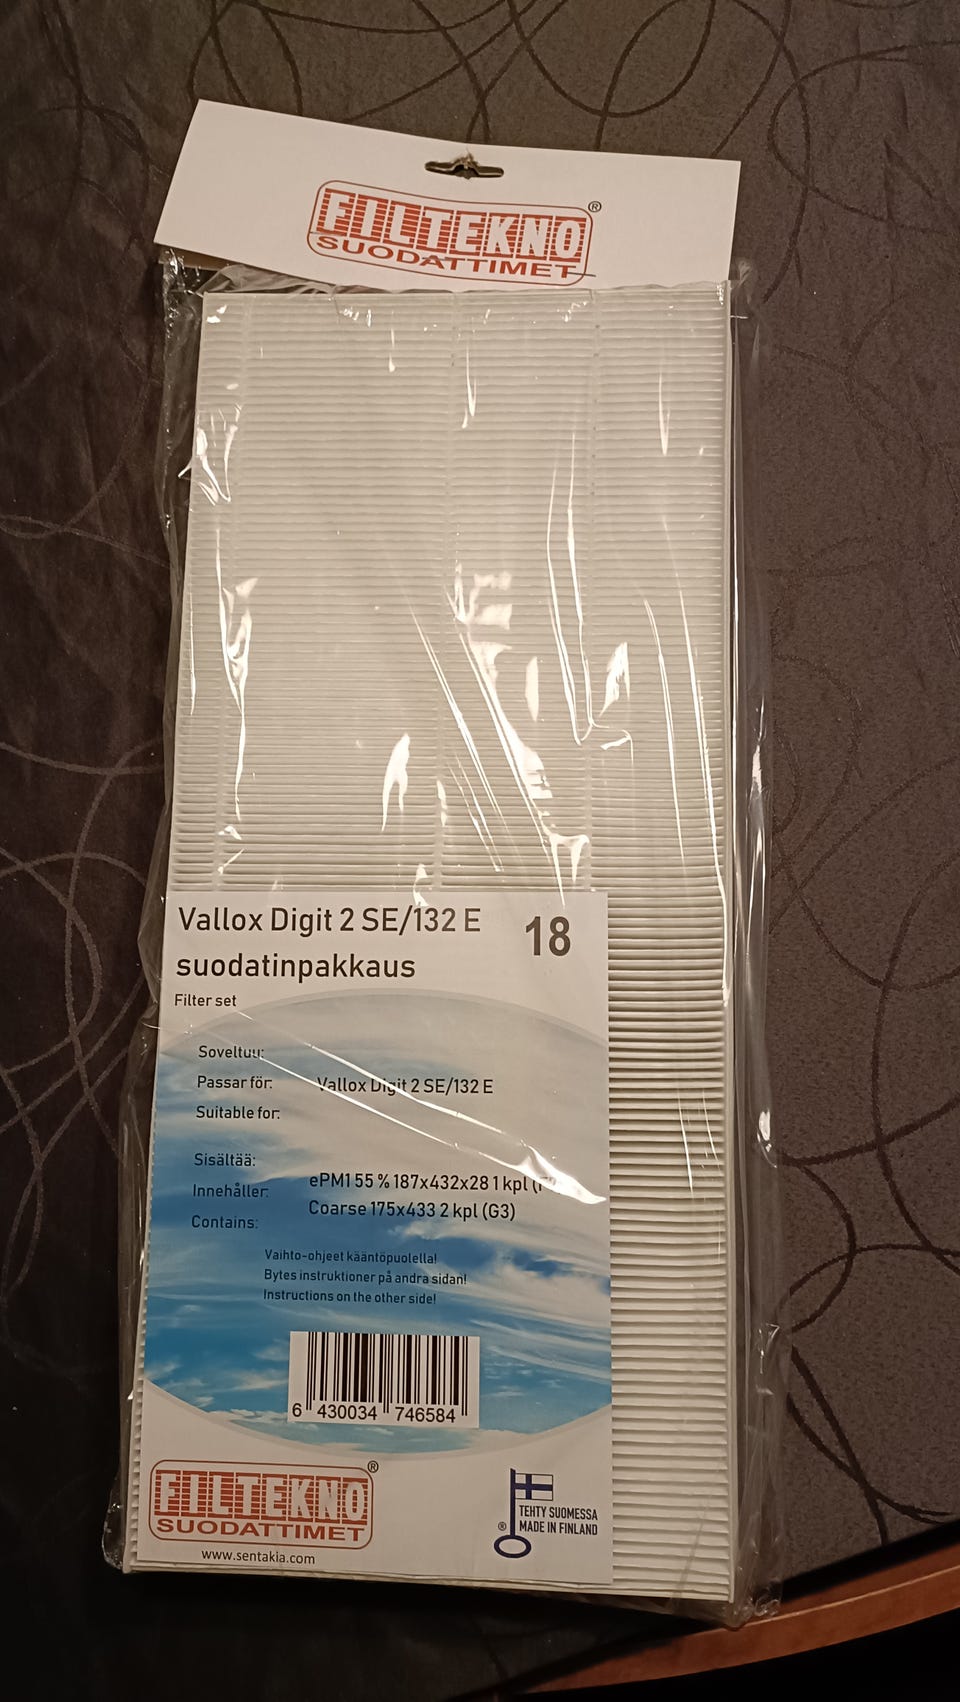 FILTEKNO®
SUODATTIMET
Vallox Digit 2 SE/132 E
18
suodatinpakkaus
Filter set
Soveltuu:
Passar för: Vallox Digit 2 SE/132 E
Suitable for:
Sisältää:
ePM1 55 % 187x432x28 1 kpl
Innehåller:
Coarse 175x433 2 kpl (G3)
Contains:
Vaihto-ohjeet kääntöpuolella!
Bytes instruktioner på andra sidan!
Instructions on the other side!
6 430034 746584
FILTEKNO®
SUODATTIMET
www.sentakia.com
TEHTY SUOMESSA
® MADE IN FINLAND